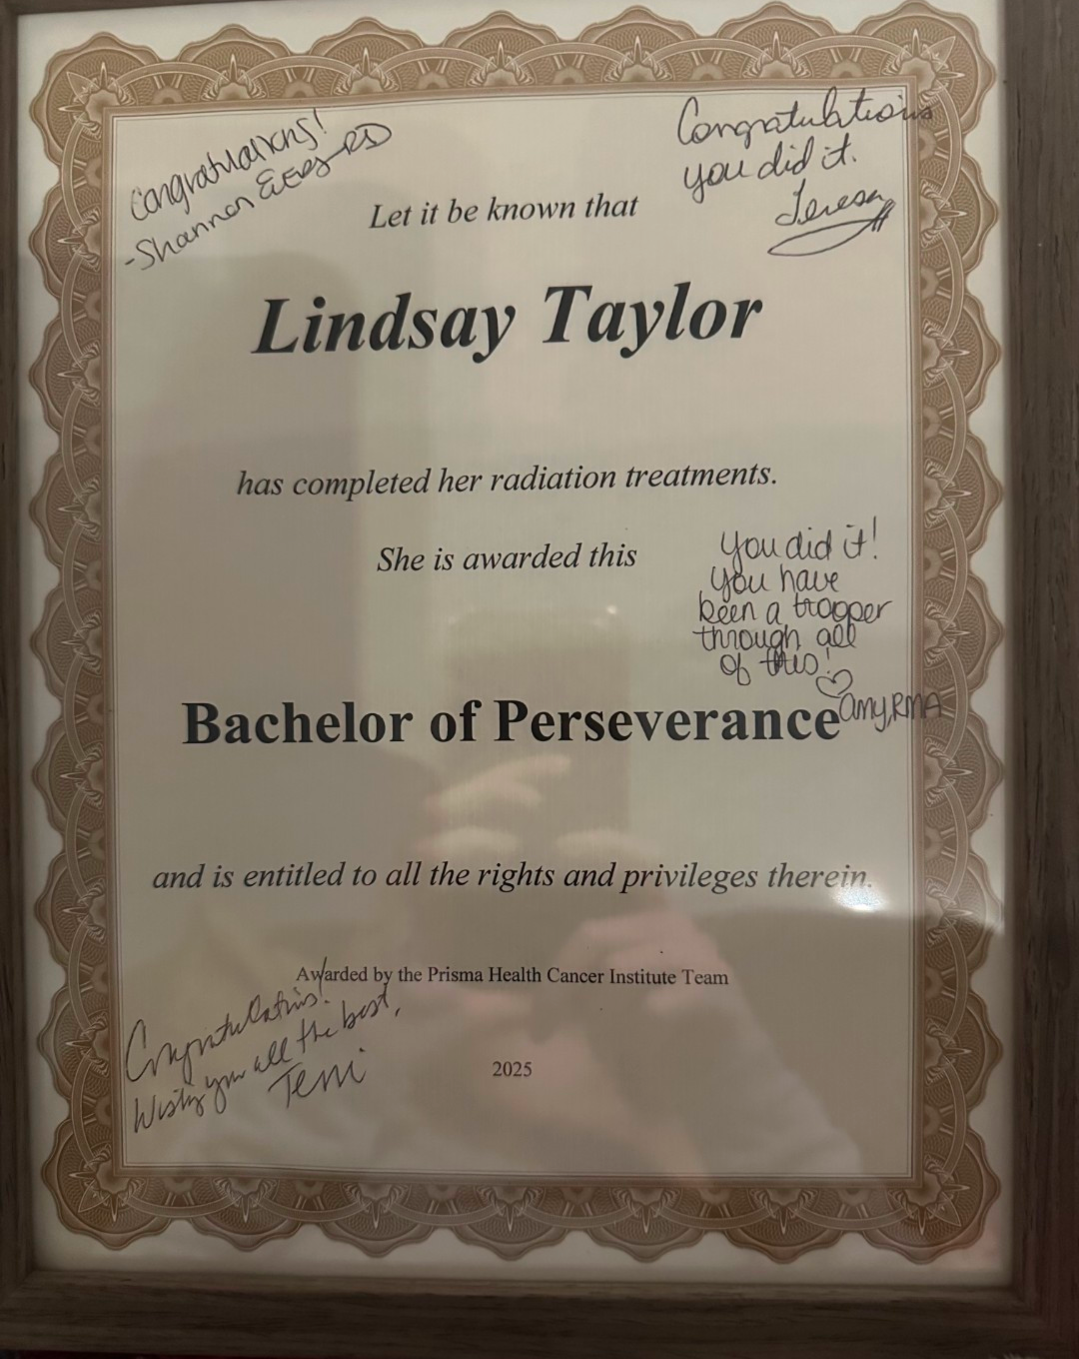 Congratulations!
-Shannon RD
Congratulations
you did it.
Teresa
Let it be known that
Lindsay Taylor
has completed her radiation treatments.
She is awarded this
You did it!
You have
been a trooper
through all
of this!
Amy, RMA
Bachelor of Perseverance
and is entitled to all the rights and privileges therein.
Awarded by the Prisma Health Cancer Institute Team
Congratulations!
Wishing you all the best,
2025